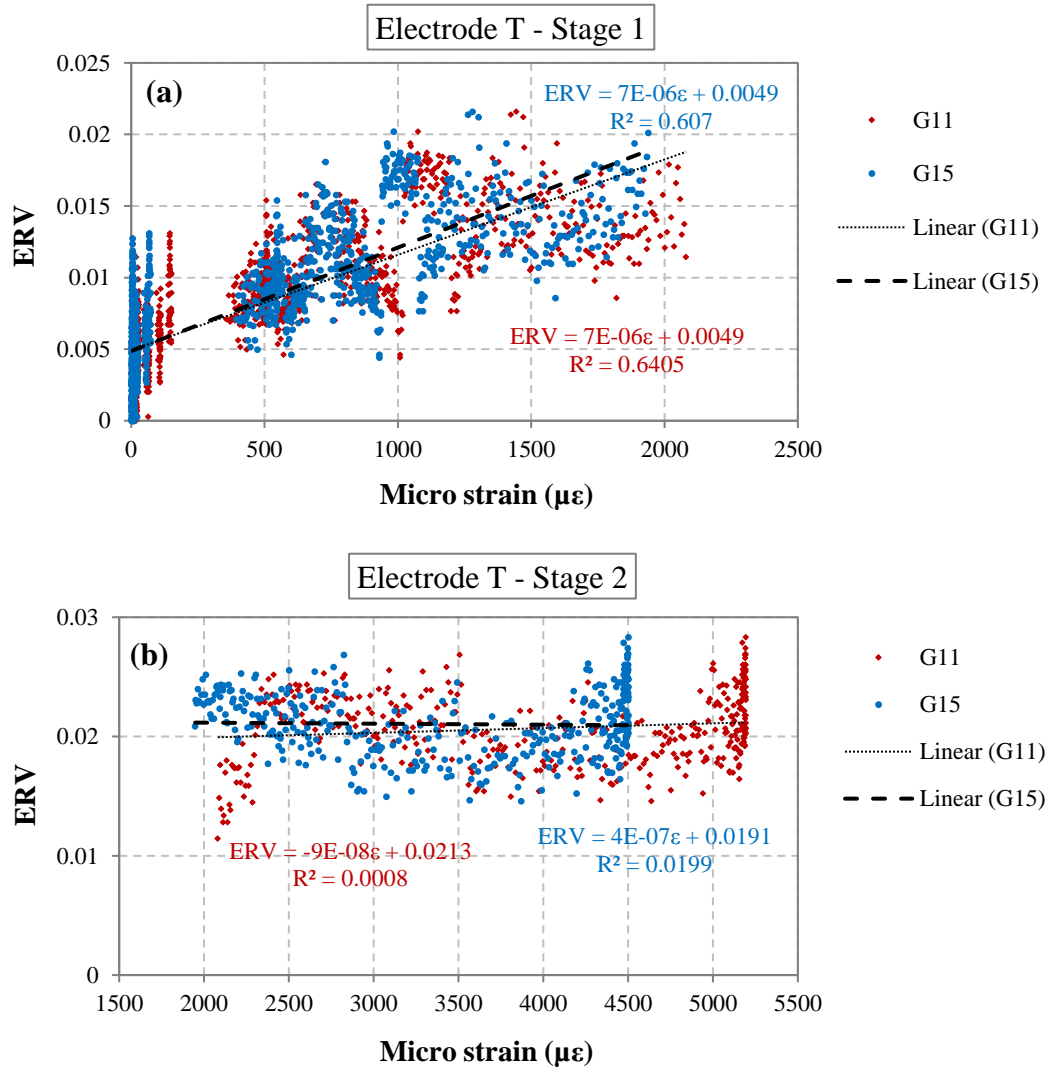 Electrode T - Stage 1
0.025
0.02
0.015
0.01
0.005
0
ERV
(a)
ERV = 7E-06ε + 0.0049
R² = 0.607
ERV = 7E-06ε + 0.0049
R² = 0.6405
G11
G15
Linear (G11)
Linear (G15)
0 500 1000 1500 2000 2500
Micro strain (με)
Electrode T - Stage 2
0.03
0.02
0.01
0
ERV
(b)
ERV = -9E-08ε + 0.0213
R² = 0.0008
ERV = 4E-07ε + 0.0191
R² = 0.0199
G11
G15
Linear (G11)
Linear (G15)
1500 2000 2500 3000 3500 4000 4500 5000 5500
Micro strain (με)